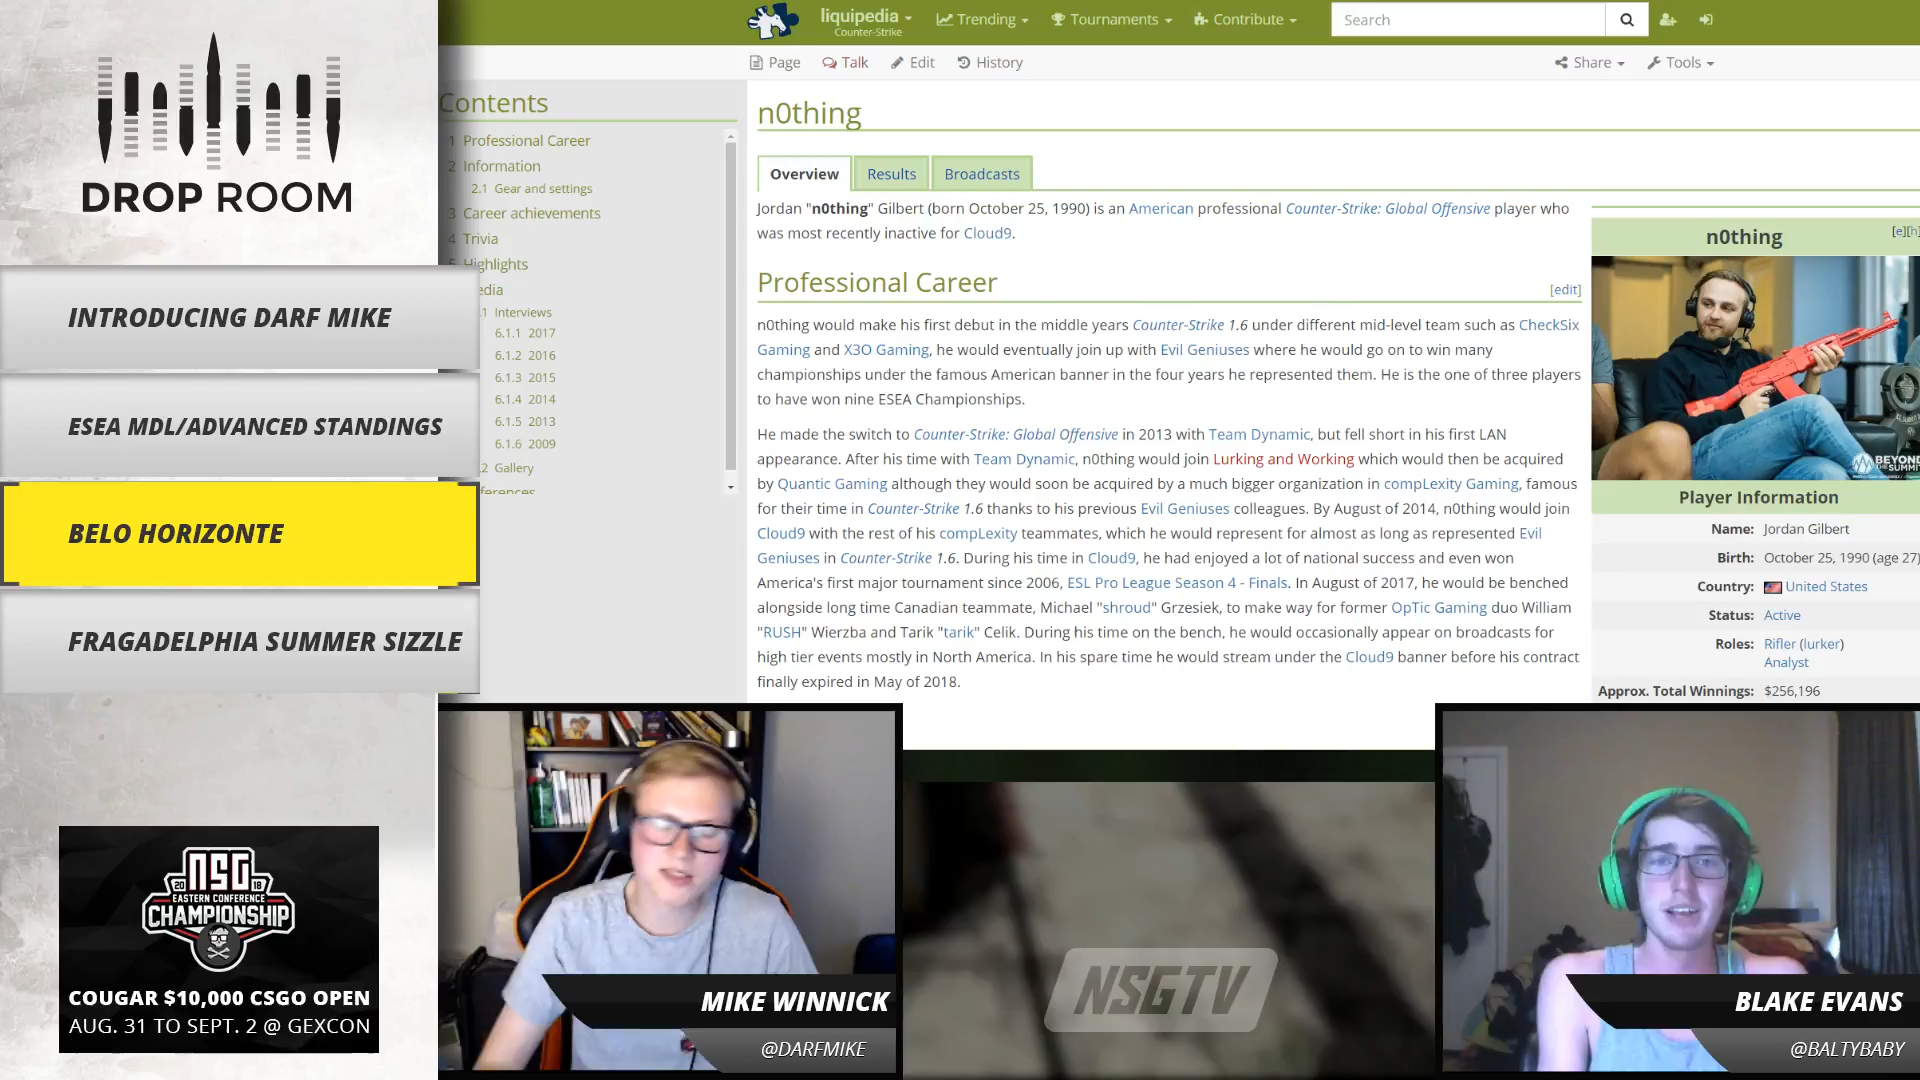 DROP ROOM
INTRODUCING DARF MIKE
ESEA MDL/ADVANCED STANDINGS
BELO HORIZONTE
FRAGADELPHIA SUMMER SIZZLE
NSG
20 18
EASTERN CONFERENCE
CHAMPIONSHIP
COUGAR $10,000 CSGO OPEN
AUG. 31 TO SEPT. 2 @ GEXCON
liquipedia
Counter-Strike
Trending
Tournaments
Contribute
Search
Page
Talk
Edit
History
Share
Tools
Contents
1 Professional Career
2 Information
2.1 Gear and settings
3 Career achievements
4 Trivia
5 Highlights
edia
.1 Interviews
6.1.1 2017
6.1.2 2016
6.1.3 2015
6.1.4 2014
6.1.5 2013
6.1.6 2009
.2 Gallery
ferences
n0thing
Overview
Results
Broadcasts
Jordan "n0thing" Gilbert (born October 25, 1990) is an American professional Counter-Strike: Global Offensive player who
was most recently inactive for Cloud9.
Professional Career
[edit]
n0thing would make his first debut in the middle years Counter-Strike 1.6 under different mid-level team such as CheckSix
Gaming and X3O Gaming, he would eventually join up with Evil Geniuses where he would go on to win many
championships under the famous American banner in the four years he represented them. He is the one of three players
to have won nine ESEA Championships.
He made the switch to Counter-Strike: Global Offensive in 2013 with Team Dynamic, but fell short in his first LAN
appearance. After his time with Team Dynamic, n0thing would join Lurking and Working which would then be acquired
by Quantic Gaming although they would soon be acquired by a much bigger organization in compLexity Gaming, famous
for their time in Counter-Strike 1.6 thanks to his previous Evil Geniuses colleagues. By August of 2014, n0thing would join
Cloud9 with the rest of his compLexity teammates, which he would represent for almost as long as represented Evil
Geniuses in Counter-Strike 1.6. During his time in Cloud9, he had enjoyed a lot of national success and even won
America's first major tournament since 2006, ESL Pro League Season 4 - Finals. In August of 2017, he would be benched
alongside long time Canadian teammate, Michael "shroud" Grzesiek, to make way for former OpTic Gaming duo William
"RUSH" Wierzba and Tarik "tarik" Celik. During his time on the bench, he would occasionally appear on broadcasts for
high tier events mostly in North America. In his spare time he would stream under the Cloud9 banner before his contract
finally expired in May of 2018.
n0thing
[e][h]
BEYOND
THE SUMMIT
Player Information
Name: Jordan Gilbert
Birth: October 25, 1990 (age 27)
Country: United States
Status: Active
Roles: Rifler (lurker)
Analyst
Approx. Total Winnings: $256,196
MIKE WINNICK
@DARFMIKE
NSGTV
BLAKE EVANS
@BALTYBABY